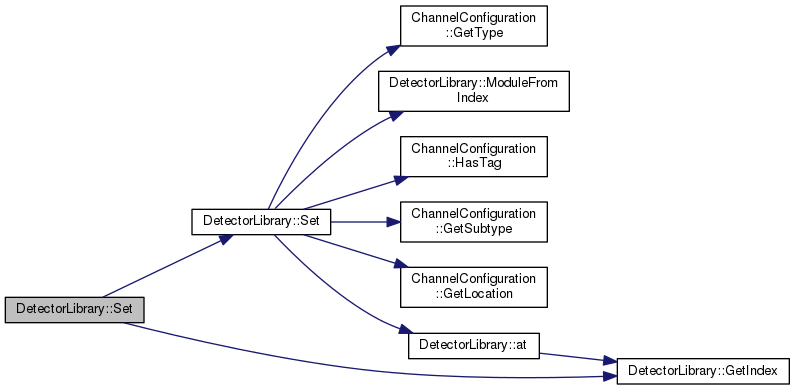 ChannelConfiguration
::GetType
DetectorLibrary::ModuleFrom
Index
ChannelConfiguration
::HasTag
DetectorLibrary::Set
ChannelConfiguration
::GetSubtype
ChannelConfiguration
::GetLocation
DetectorLibrary::Set
DetectorLibrary::at
DetectorLibrary::GetIndex